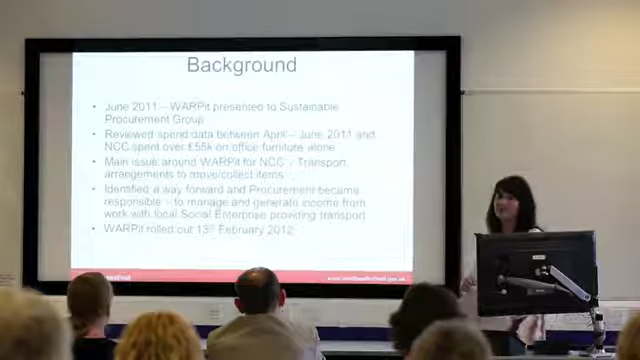 Background
• June 2011 – WARPit presented to Sustainable
Procurement Group
• Reviewed spend data between April – June 2011 and
NCC spent over £55k on office furniture alone
• Main issue around WARPit for NCC – Transport,
arrangements to move/collect items
• Identified a way forward and Procurement became
responsible – to manage and generate income from
work with local Social Enterprise providing transport
• WARPit rolled out 13th February 2012